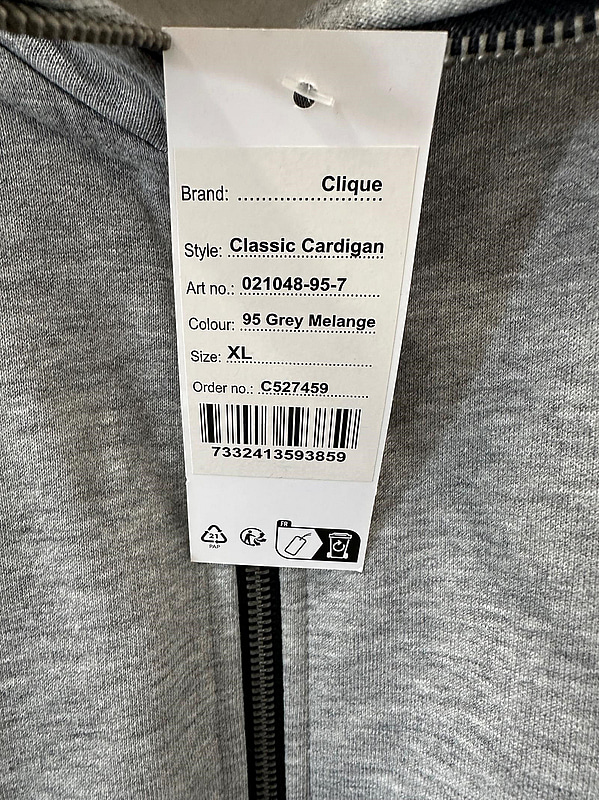 Brand: Clique
Style: Classic Cardigan
Art no.: 021048-95-7
Colour: 95 Grey Melange
Size: XL
Order no.: C527459
7332413593859
21
PAP
FR